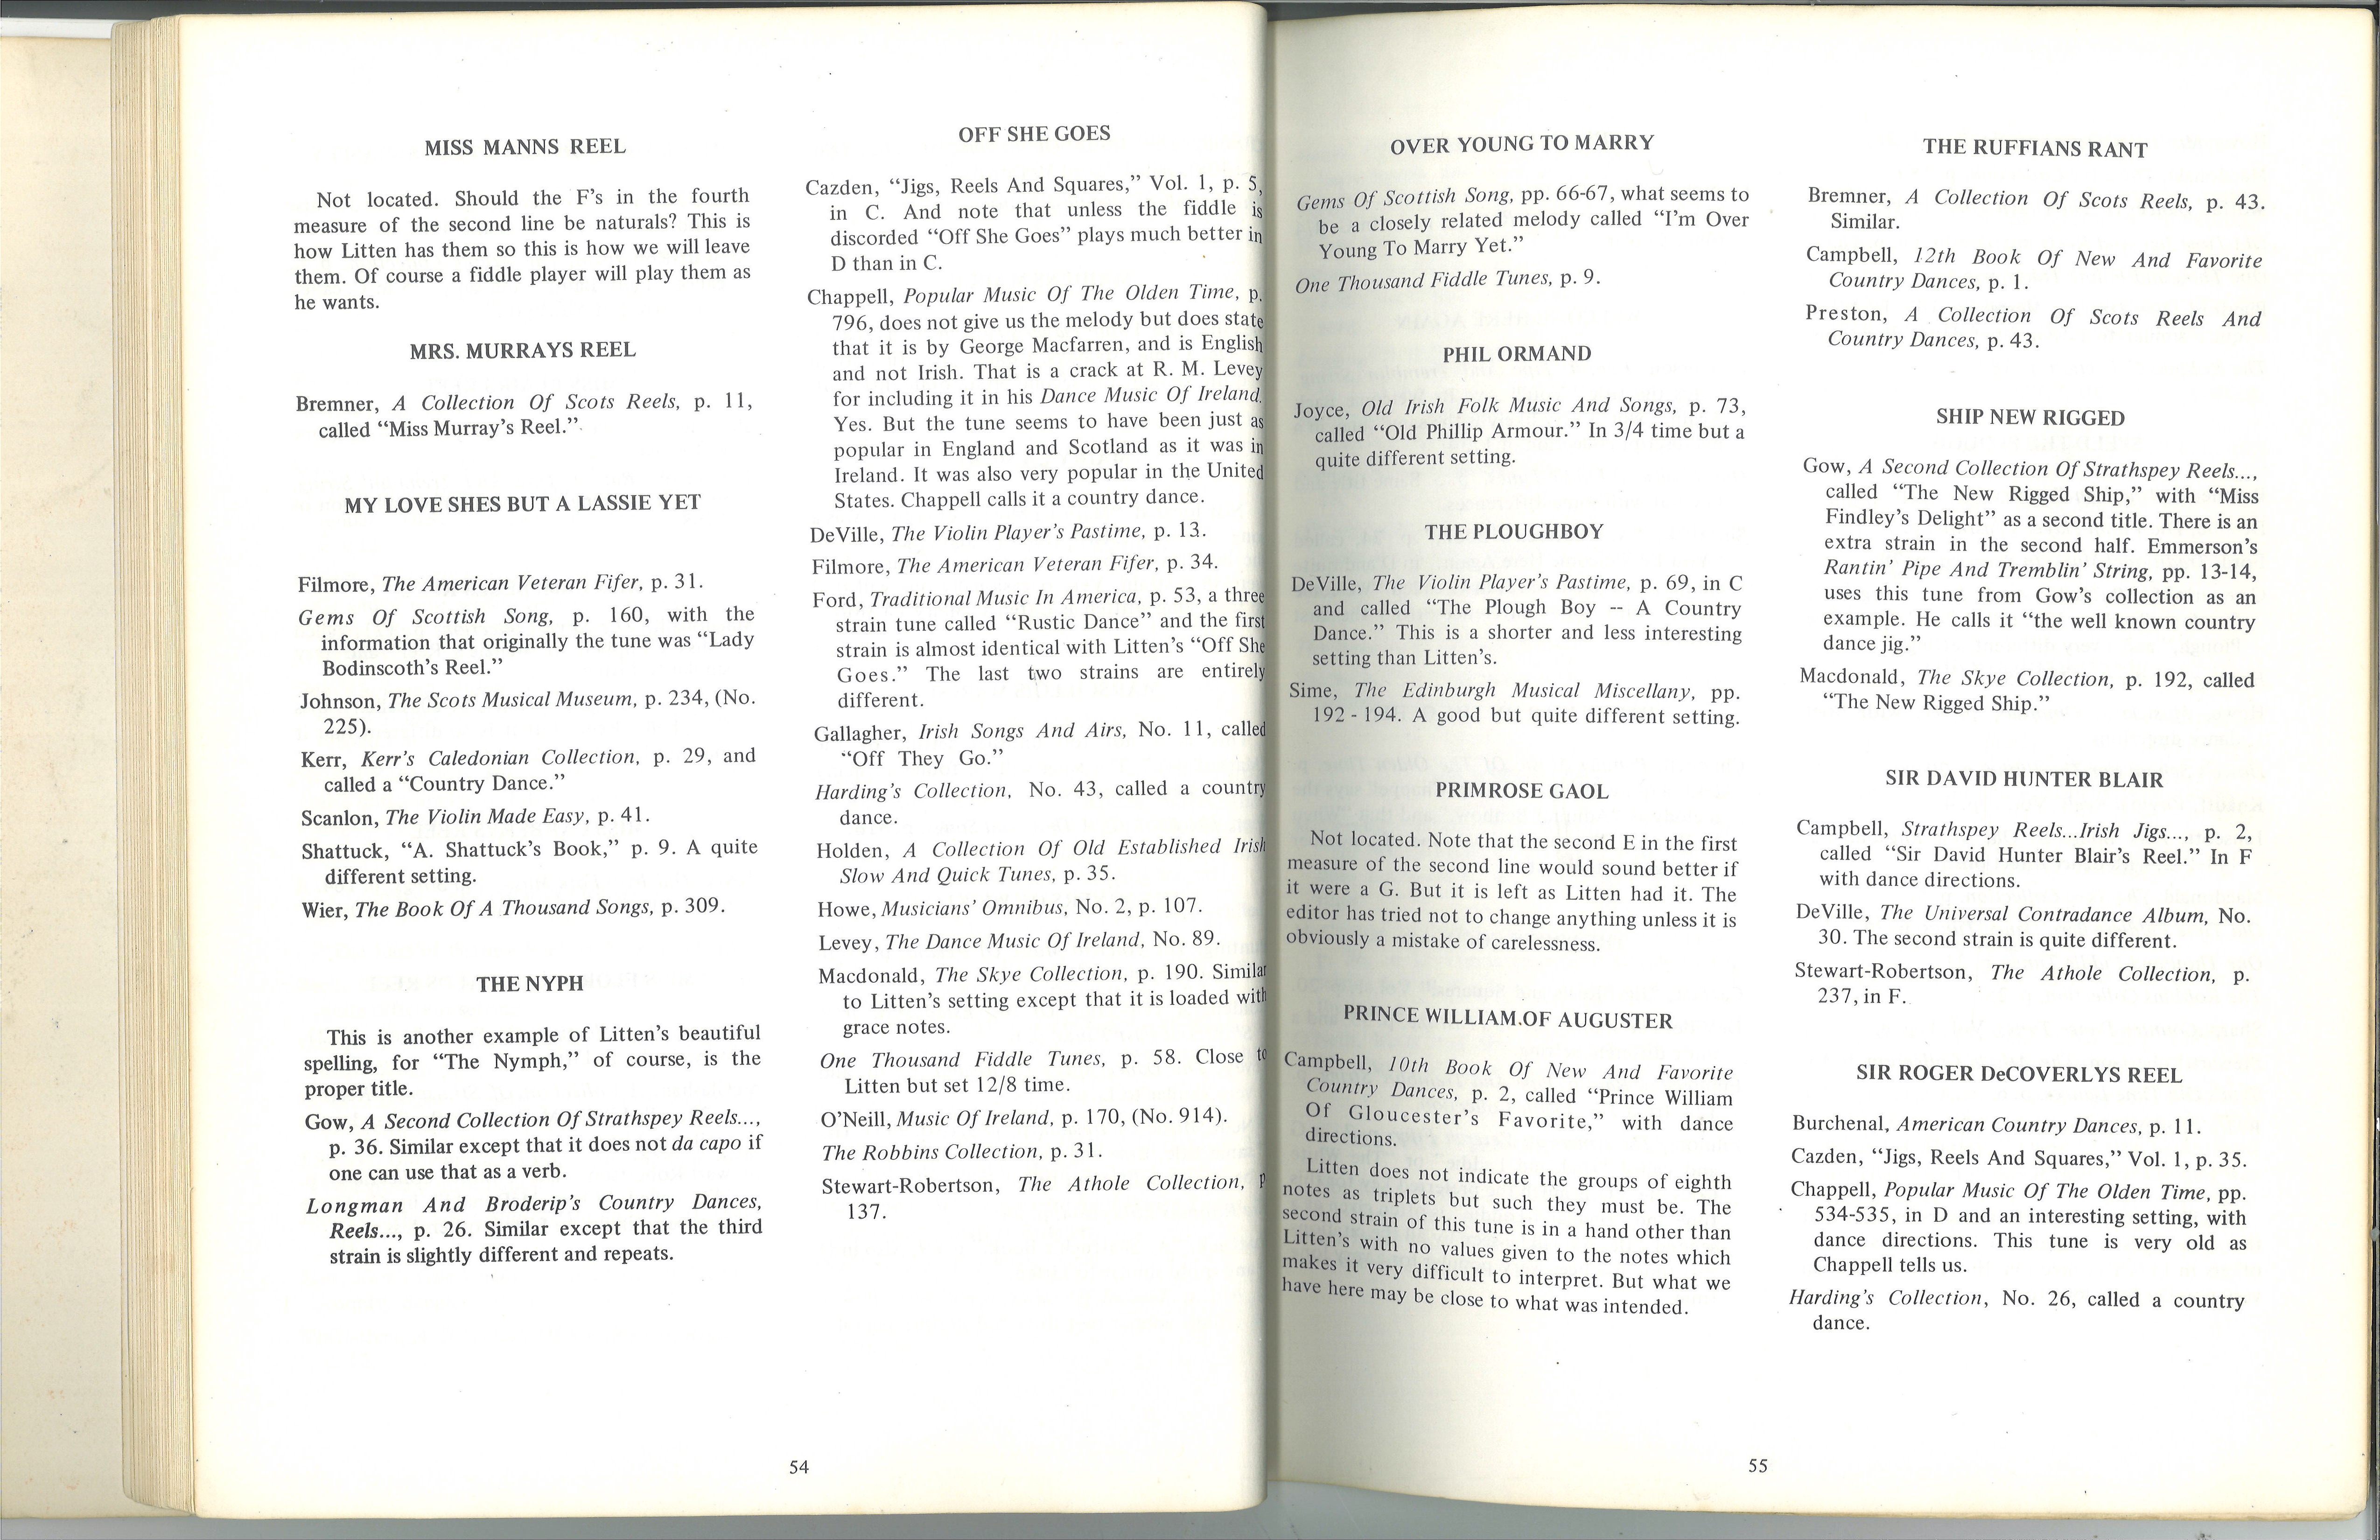 MISS MANNS REEL
Not located. Should the F's in the fourth
measure of the second line be naturals? This is
how Litten has them so this is how we will leave
them. Of course a fiddle player will play them as
he wants.
MRS. MURRAYS REEL
Bremner, A Collection Of Scots Reels, p. 11,
called “Miss Murray's Reel.”
MY LOVE SHES BUT A LASSIE YET
Filmore, The American Veteran Fifer, p. 31.
Gems Of Scottish Song, p. 160, with the
information that originally the tune was “Lady
Bodinscoth's Reel.”
Johnson, The Scots Musical Museum, p. 234, (No.
225).
Kerr, Kerr's Caledonian Collection, p. 29, and
called a “Country Dance.”
Scanlon, The Violin Made Easy, p. 41.
Shattuck, “A. Shattuck's Book,” p. 9. A quite
different setting.
Wier, The Book Of A Thousand Songs, p. 309.
THE NYPH
This is another example of Litten's beautiful
spelling, for “The Nymph,” of course, is the
proper title.
Gow, A Second Collection Of Strathspey Reels...,
p. 36. Similar except that it does not da capo if
one can use that as a verb.
Longman And Broderip's Country Dances,
Reels..., p. 26. Similar except that the third
strain is slightly different and repeats.
OFF SHE GOES
Cazden, “Jigs, Reels And Squares,” Vol. 1, p. 5,
in C. And note that unless the fiddle is
discorded “Off She Goes” plays much better in
D than in C.
Chappell, Popular Music Of The Olden Time, p.
796, does not give us the melody but does state
that it is by George Macfarren, and is English
and not Irish. That is a crack at R. M. Levey
for including it in his Dance Music Of Ireland.
Yes. But the tune seems to have been just as
popular in England and Scotland as it was in
Ireland. It was also very popular in the United
States. Chappell calls it a country dance.
DeVille, The Violin Player's Pastime, p. 13.
Filmore, The American Veteran Fifer, p. 34.
Ford, Traditional Music In America, p. 53, a three
strain tune called “Rustic Dance” and the first
strain is almost identical with Litten's “Off She
Goes.” The last two strains are entirely
different.
Gallagher, Irish Songs And Airs, No. 11, called
“Off They Go.”
Harding's Collection, No. 43, called a country
dance.
Holden, A Collection Of Old Established Irish
Slow And Quick Tunes, p. 35.
Howe, Musicians' Omnibus, No. 2, p. 107.
Levey, The Dance Music Of Ireland, No. 89.
Macdonald, The Skye Collection, p. 190. Similar
to Litten's setting except that it is loaded with
grace notes.
One Thousand Fiddle Tunes, p. 58. Close to
Litten but set 12/8 time.
O'Neill, Music Of Ireland, p. 170, (No. 914).
The Robbins Collection, p. 31.
Stewart-Robertson, The Athole Collection, p
137.
54
OVER YOUNG TO MARRY
Gems Of Scottish Song, pp. 66-67, what seems to
be a closely related melody called “I'm Over
Young To Marry Yet.”
One Thousand Fiddle Tunes, p. 9.
PHIL ORMAND
Joyce, Old Irish Folk Music And Songs, p. 73,
called “Old Phillip Armour.” In 3/4 time but a
quite different setting.
THE PLOUGHBOY
DeVille, The Violin Player's Pastime, p. 69, in C
and called “The Plough Boy -- A Country
Dance.” This is a shorter and less interesting
setting than Litten's.
Sime, The Edinburgh Musical Miscellany, pp.
192 - 194. A good but quite different setting.
PRIMROSE GAOL
Not located. Note that the second E in the first
measure of the second line would sound better if
it were a G. But it is left as Litten had it. The
editor has tried not to change anything unless it is
obviously a mistake of carelessness.
PRINCE WILLIAM OF AUGUSTER
Campbell, 10th Book Of New And Favorite
Country Dances, p. 2, called “Prince William
Of Gloucester's Favorite,” with dance
directions.
Litten does not indicate the groups of eighth
notes as triplets but such they must be. The
second strain of this tune is in a hand other than
Litten's with no values given to the notes which
makes it very difficult to interpret. But what we
have here may be close to what was intended.
THE RUFFIANS RANT
Bremner, A Collection Of Scots Reels, p. 43.
Similar.
Campbell, 12th Book Of New And Favorite
Country Dances, p. 1.
Preston, A Collection Of Scots Reels And
Country Dances, p. 43.
SHIP NEW RIGGED
Gow, A Second Collection Of Strathspey Reels...,
called “The New Rigged Ship,” with “Miss
Findley's Delight” as a second title. There is an
extra strain in the second half. Emmerson's
Rantin' Pipe And Tremblin' String, pp. 13-14,
uses this tune from Gow's collection as an
example. He calls it “the well known country
dance jig.”
Macdonald, The Skye Collection, p. 192, called
“The New Rigged Ship.”
SIR DAVID HUNTER BLAIR
Campbell, Strathspey Reels...Irish Jigs..., p. 2,
called “Sir David Hunter Blair's Reel.” In F
with dance directions.
DeVille, The Universal Contradance Album, No.
30. The second strain is quite different.
Stewart-Robertson, The Athole Collection, p.
237, in F.
SIR ROGER DeCOVERLYS REEL
Burchenal, American Country Dances, p. 11.
Cazden, “Jigs, Reels And Squares,” Vol. 1, p. 35.
Chappell, Popular Music Of The Olden Time, pp.
534-535, in D and an interesting setting, with
dance directions. This tune is very old as
Chappell tells us.
Harding's Collection, No. 26, called a country
dance.
55